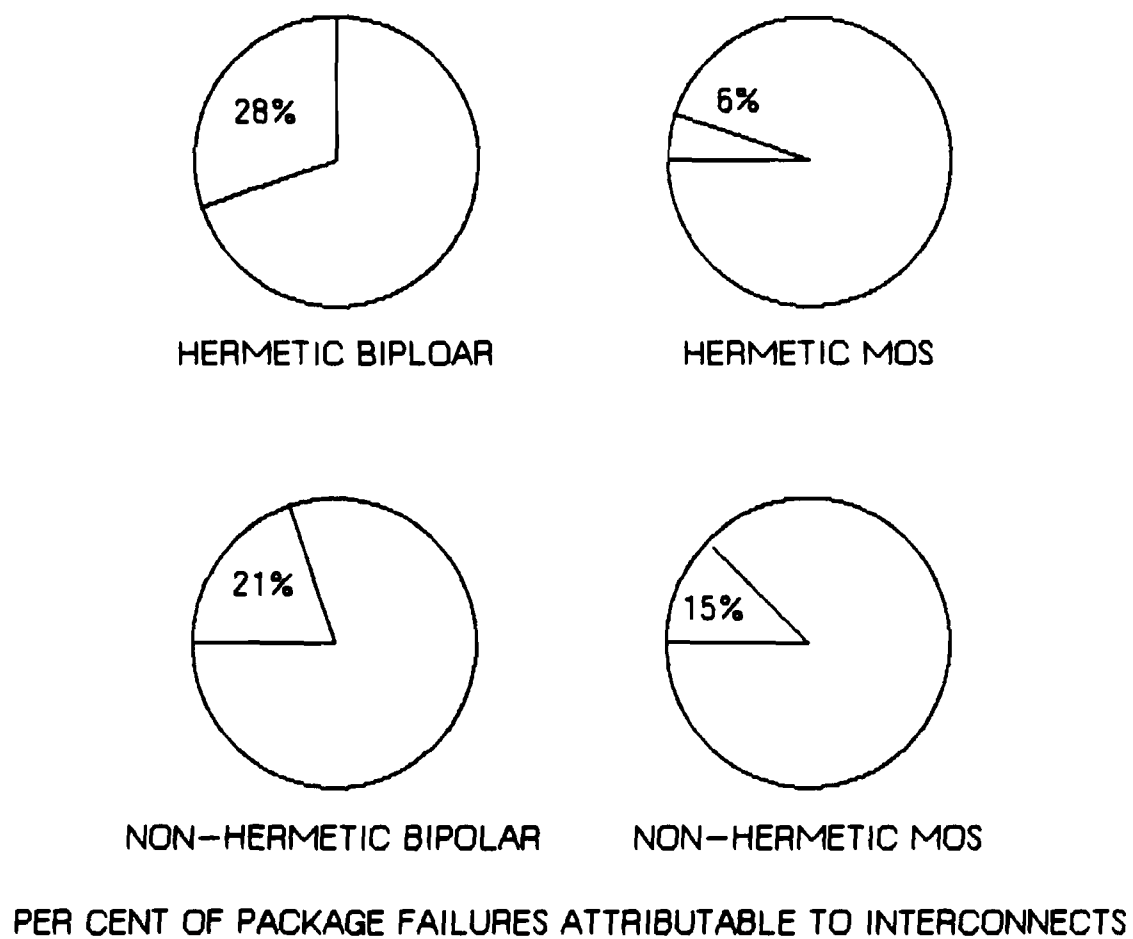 28%
6%
HERMETIC BIPLOAR
HERMETIC MOS
21%
15%
NON-HERMETIC BIPOLAR
NON-HERMETIC MOS
PER CENT OF PACKAGE FAILURES ATTRIBUTABLE TO INTERCONNECTS